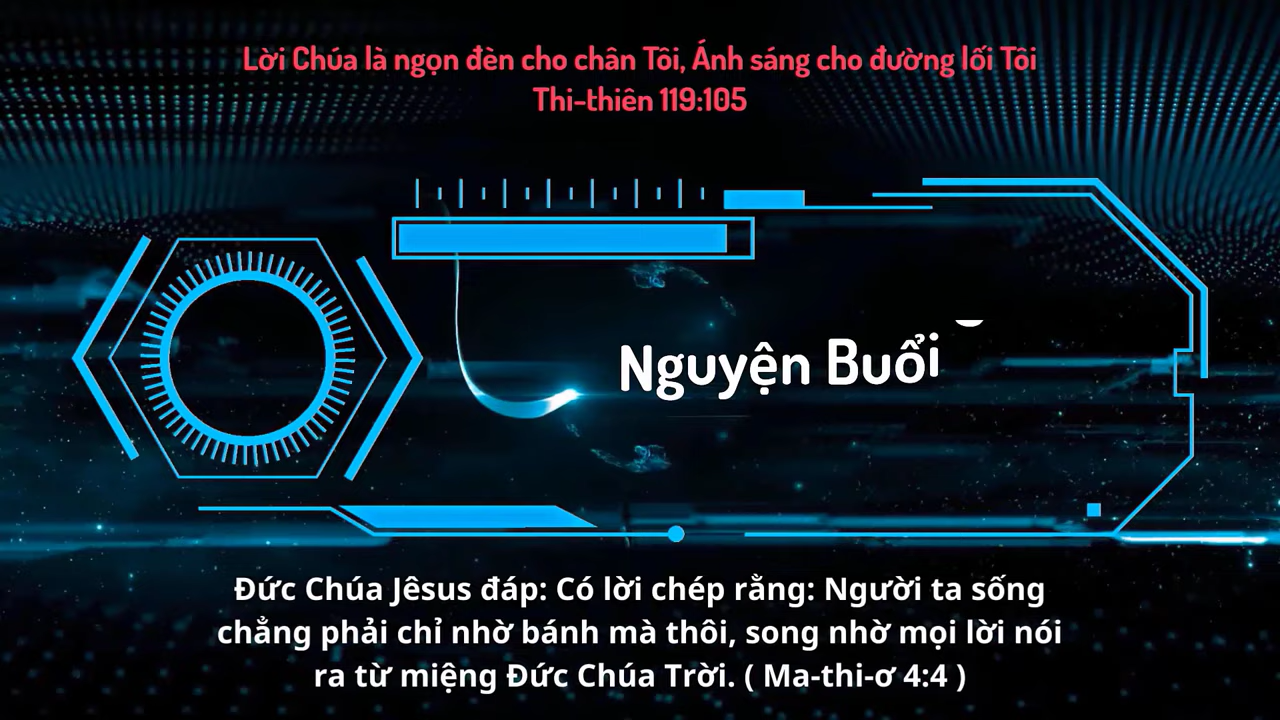 Lời Chúa là ngọn đèn cho chân Tôi, Ánh sáng cho đường lối Tôi
Thi-thiên 119:105
Nguyện Buổi
Đức Chúa Jêsus đáp: Có lời chép rằng: Người ta sống
chẳng phải chỉ nhờ bánh mà thôi, song nhờ mọi lời nói
ra từ miệng Đức Chúa Trời. ( Ma-thi-ơ 4:4 )